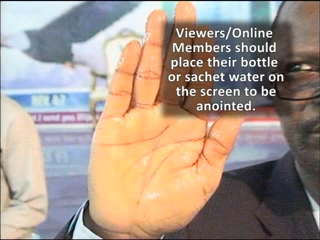 Viewers/Online
Members should
place their bottle
or sachet water on
the screen to be
anointed.